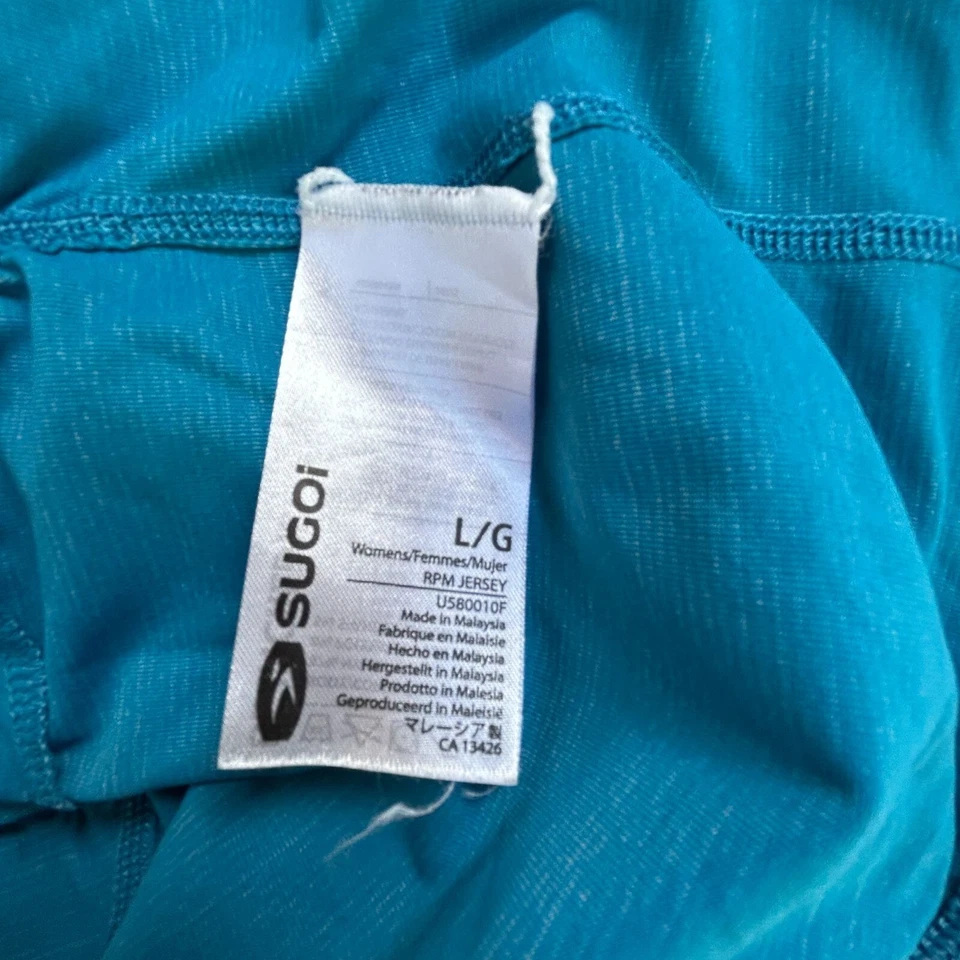 SUGOi
L/G
Womens/Femmes/Mujer
RPM JERSEY
U580010F
Made in Malaysia
Fabrique en Malaisie
Hecho en Malaysia
Hergestellt in Malaysia
Prodotto in Malesia
Geproduceerd in Maleisië
マレーシア製
CA 13426